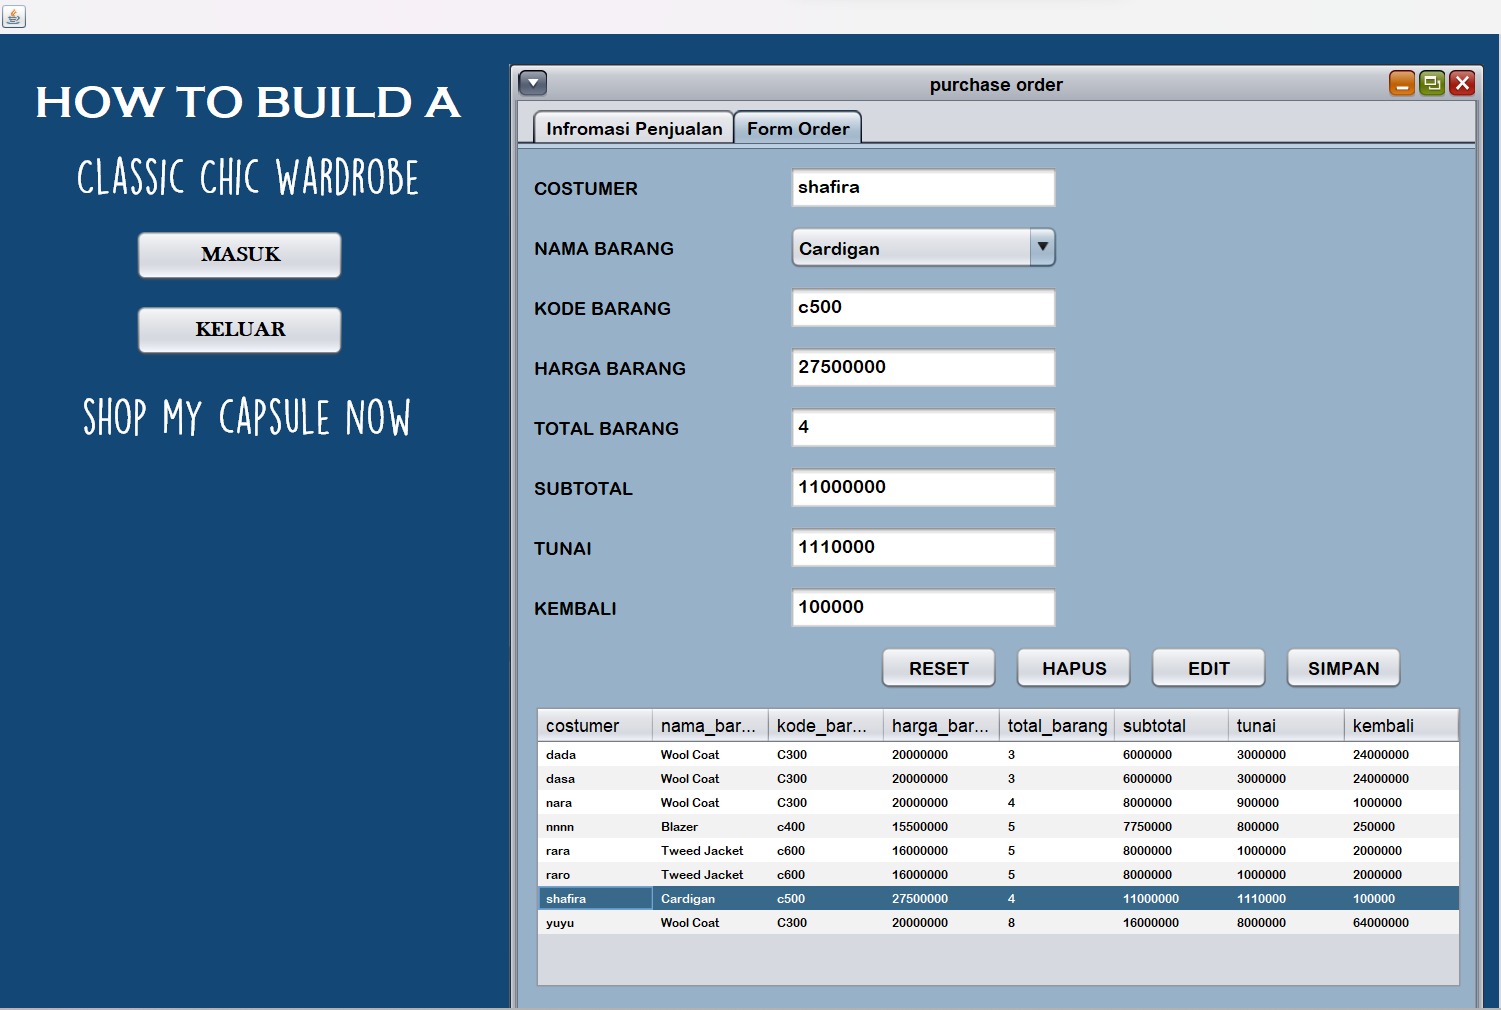 HOW TO BUILD A
CLASSIC CHIC WARDROBE
MASUK
KELUAR
SHOP MY CAPSULE NOW
purchase order
Infromasi Penjualan Form Order
COSTUMER shafira
NAMA BARANG Cardigan
KODE BARANG c500
HARGA BARANG 27500000
TOTAL BARANG 4
SUBTOTAL 11000000
TUNAI 1110000
KEMBALI 100000
RESET HAPUS EDIT SIMPAN
costumer nama_bar... kode_bar... harga_bar... total_barang subtotal tunai kembali
dada Wool Coat C300 20000000 3 6000000 3000000 24000000
dasa Wool Coat C300 20000000 3 6000000 3000000 24000000
nara Wool Coat C300 20000000 4 8000000 900000 1000000
nnnn Blazer c400 15500000 5 7750000 800000 250000
rara Tweed Jacket c600 16000000 5 8000000 1000000 2000000
raro Tweed Jacket c600 16000000 5 8000000 1000000 2000000
shafira Cardigan c500 27500000 4 11000000 1110000 100000
yuyu Wool Coat C300 20000000 8 16000000 8000000 64000000